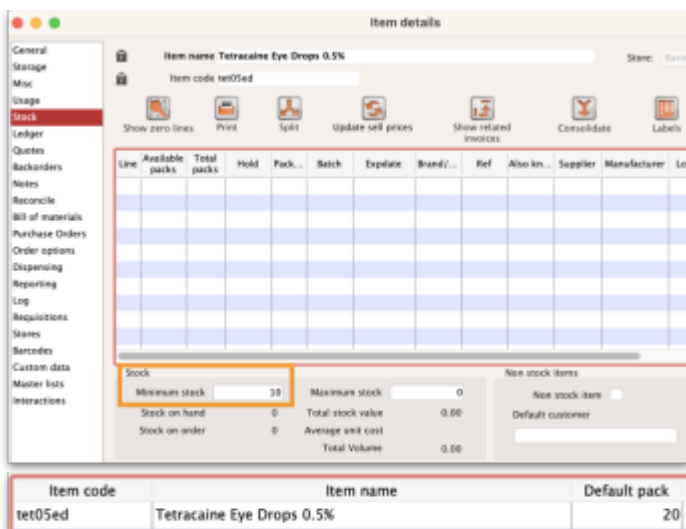 Item details
General
Storage
Misc
Usage
Stock
Ledger
Quotes
Backorders
Notes
Reconcile
Bill of materials
Purchase Orders
Order options
Dispensing
Reporting
Log
Requisitions
Stores
Barcodes
Custom data
Master lists
Interactions
Item name Tetracaine Eye Drops 0.5% Store:
Item code tet05ed
Show zero lines Print Split Update sell prices Show related invoices Consolidate Labels
Line Available packs Total packs Hold Pack... Batch Expdate Brand/... Ref Also kn... Supplier Manufacturer Lo
Stock Non stock items
Minimum stock 10 Maximum stock 0 Non stock item
Stock on hand 0 Total stock value 0.00 Default customer
Stock on order 0 Average unit cost
Total Volume 0.00
Item code Item name Default pack
tet05ed Tetracaine Eye Drops 0.5% 20